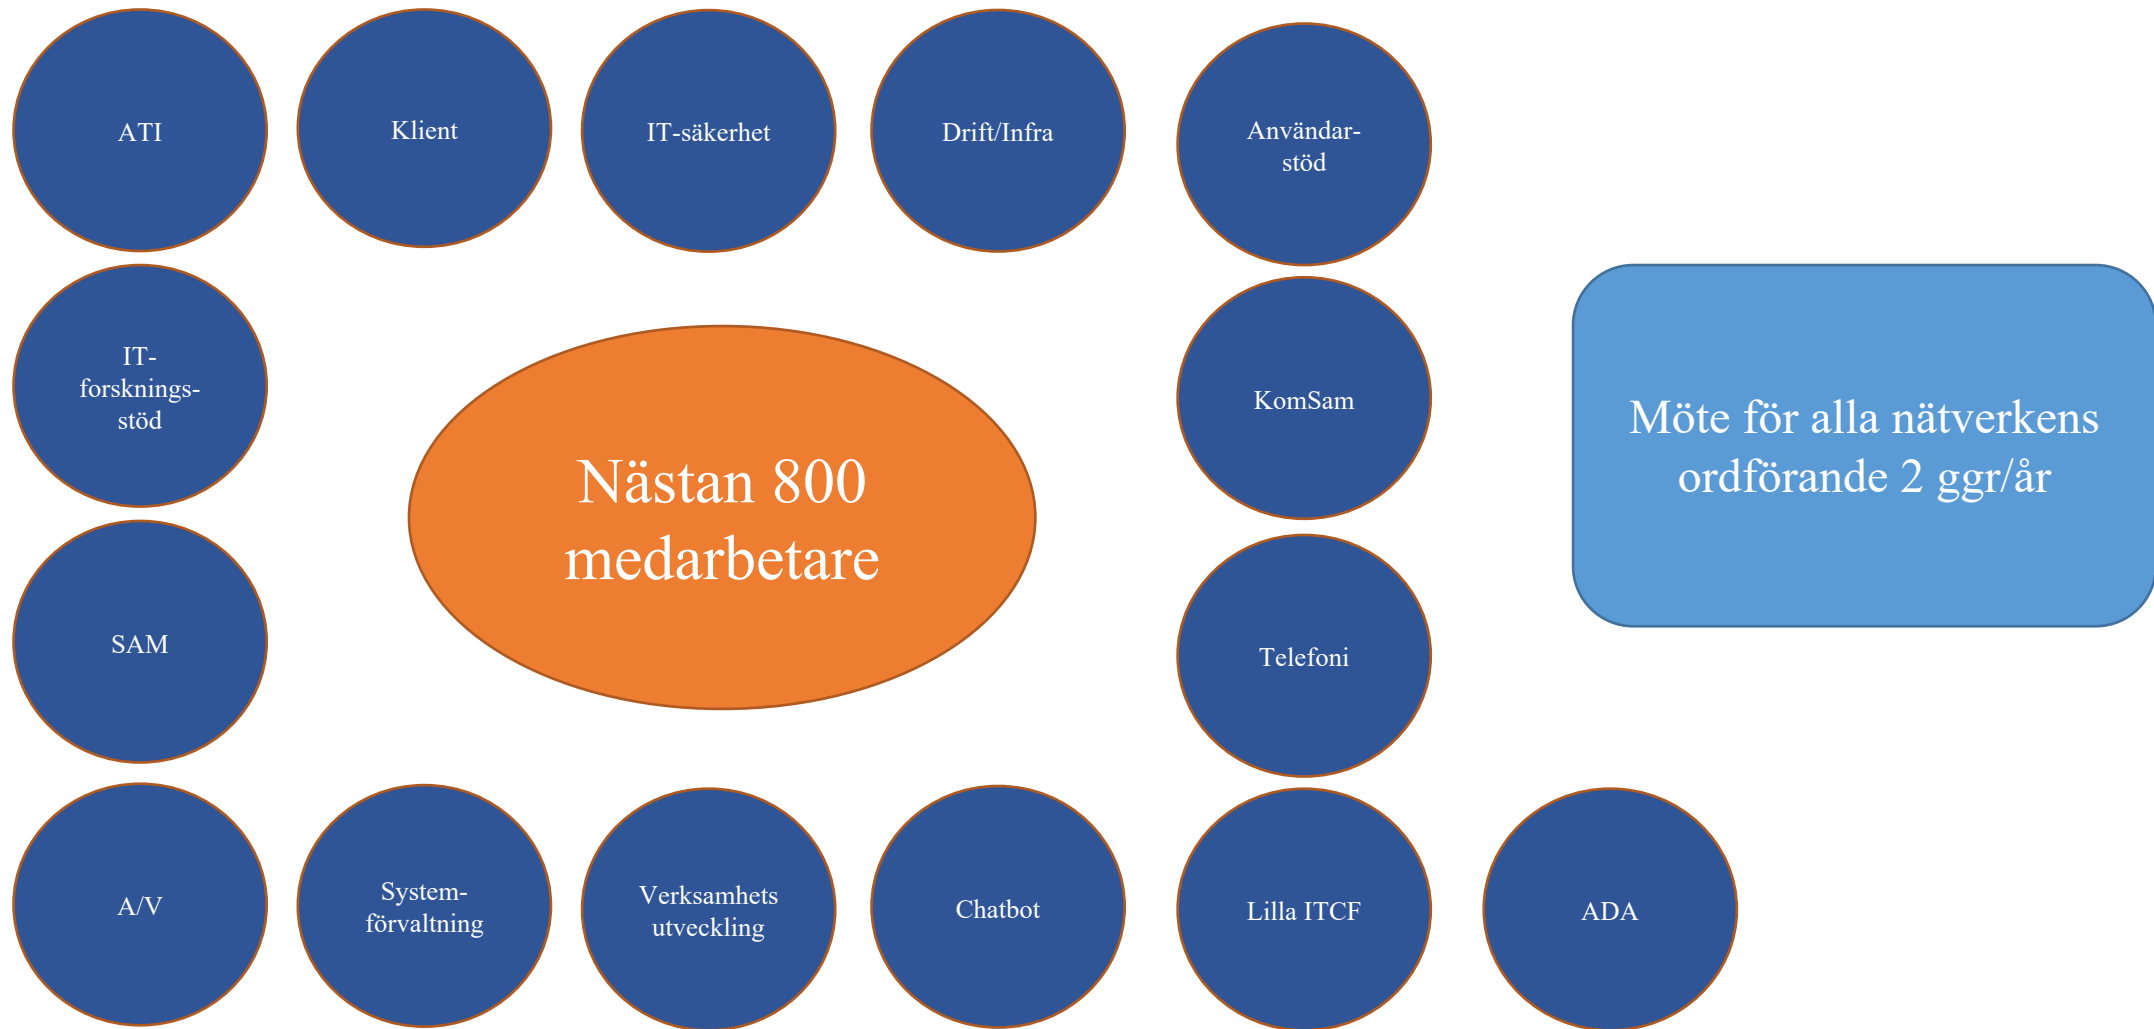 ATI
Klient
IT-säkerhet
Drift/Infra
Användar-
stöd
IT-
forsknings-
stöd
KomSam
Nästan 800
medarbetare
Möte för alla nätverkens
ordförande 2 ggr/år
SAM
Telefoni
A/V
System-
förvaltning
Verksamhets
utveckling
Chatbot
Lilla ITCF
ADA